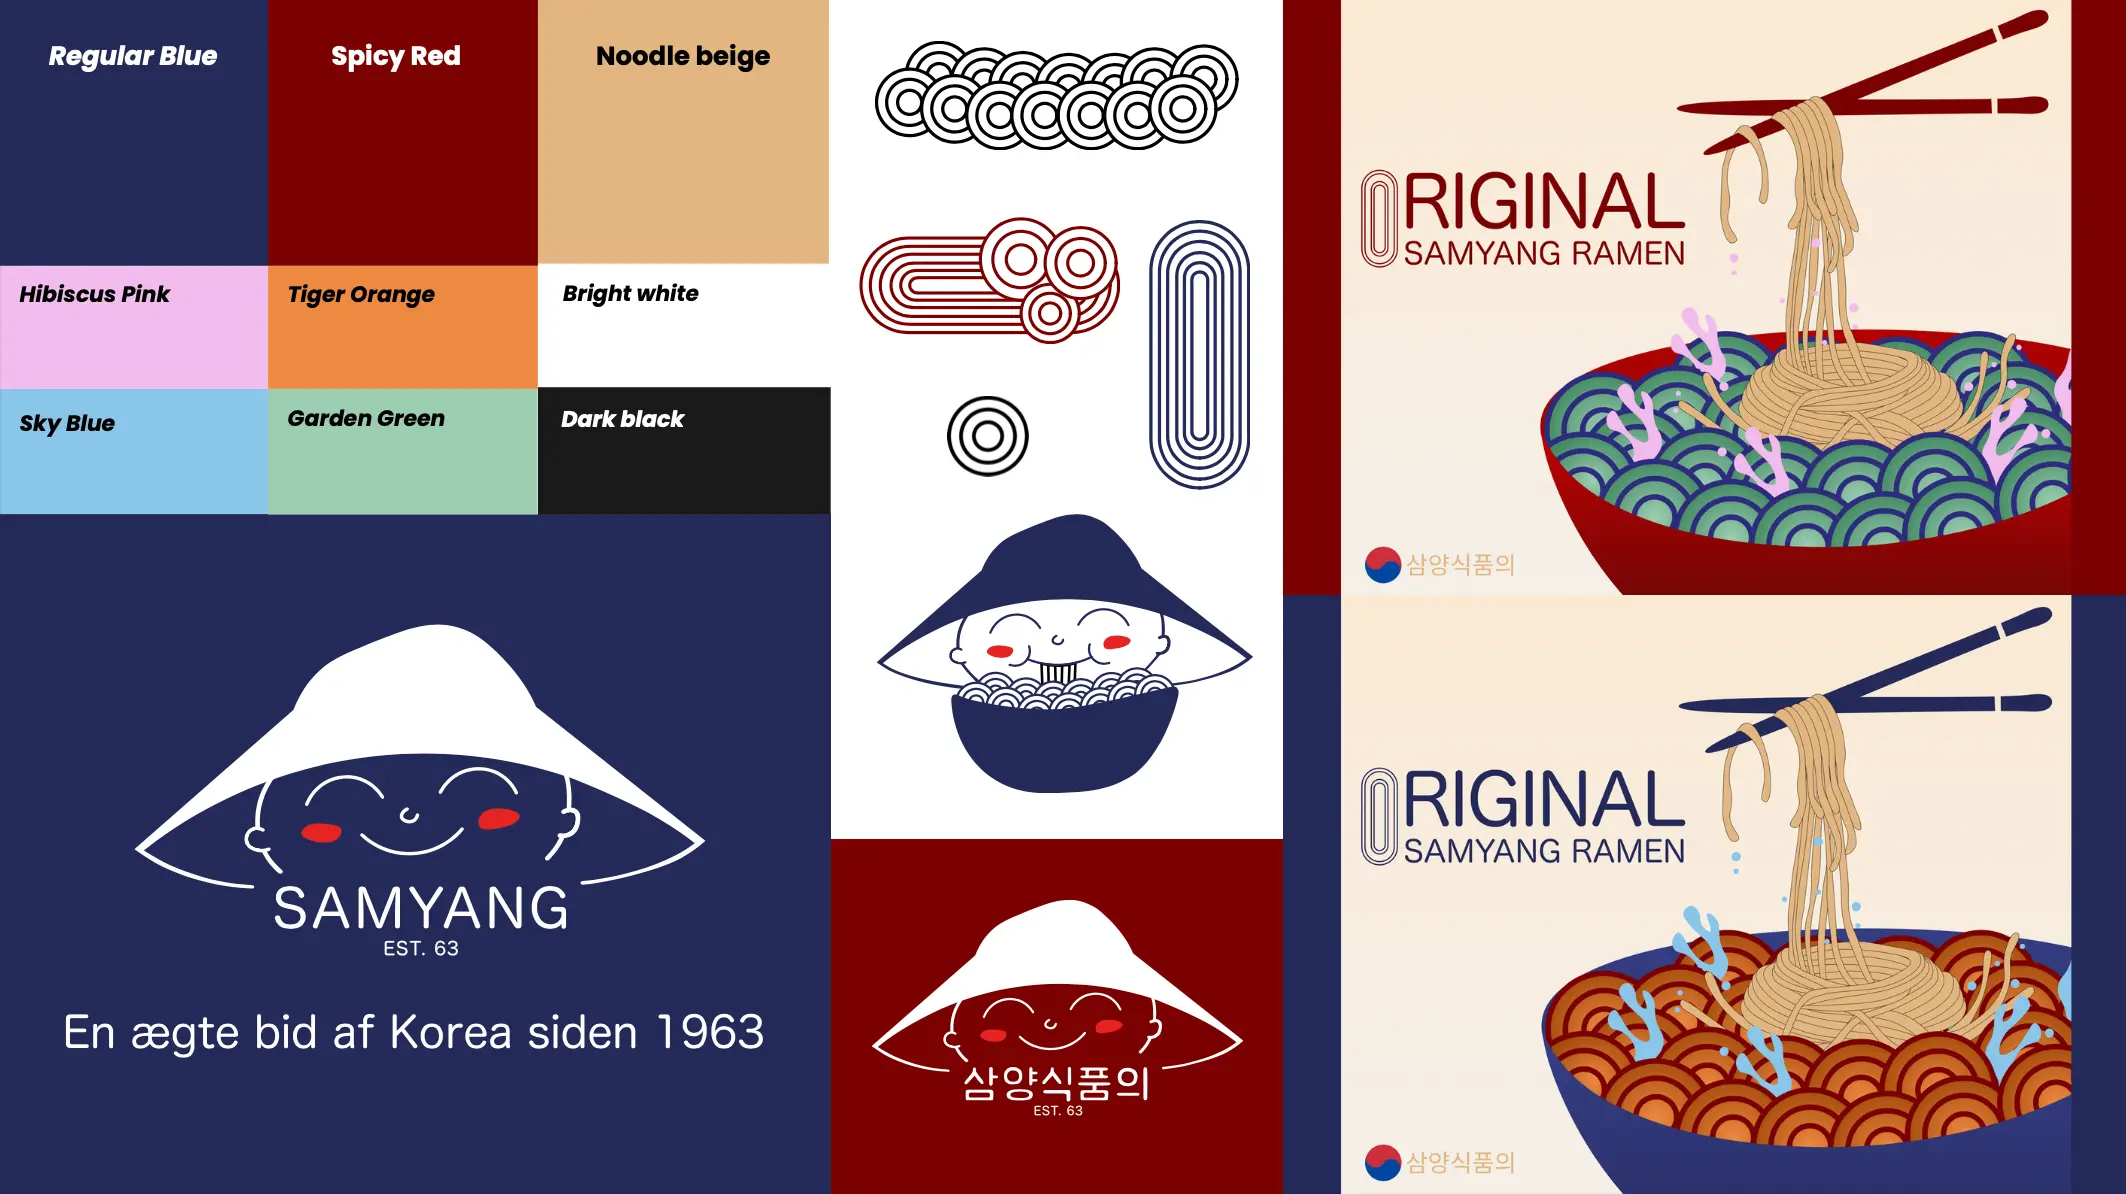 Regular Blue
Spicy Red
Noodle beige
Hibiscus Pink
Tiger Orange
Bright white
Sky Blue
Garden Green
Dark black
SAMYANG
EST. 63
En ægte bid af Korea siden 1963
삼양식품의
EST. 63
ORIGINAL
SAMYANG RAMEN
삼양식품의
ORIGINAL
SAMYANG RAMEN
삼양식품의